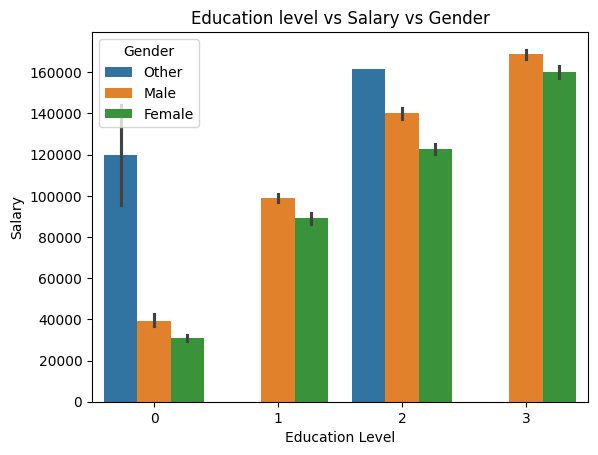 Education level vs Salary vs Gender
Gender
Other
Male
Female
160000
140000
120000
100000
80000
60000
40000
20000
0
Salary
0 1 2 3
Education Level